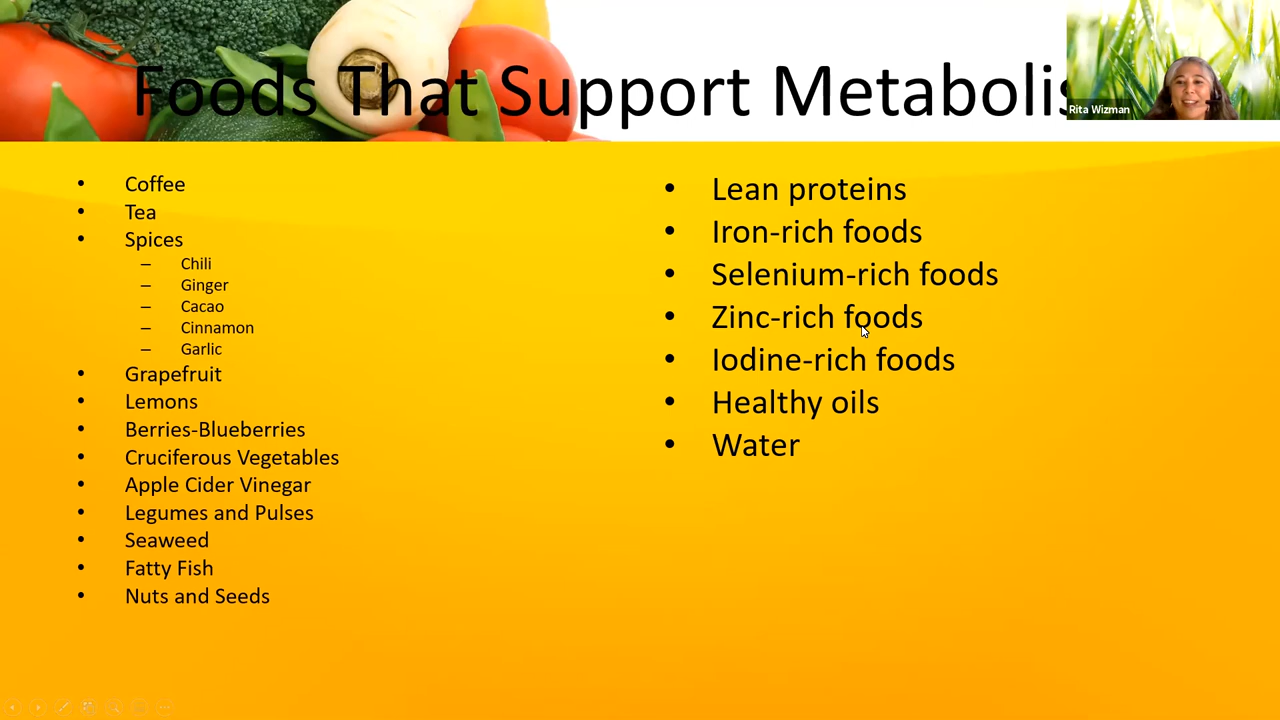 Foods That Support Metabolis
Rita Wizman
• Coffee
• Tea
• Spices
– Chili
– Ginger
– Cacao
– Cinnamon
– Garlic
• Grapefruit
• Lemons
• Berries-Blueberries
• Cruciferous Vegetables
• Apple Cider Vinegar
• Legumes and Pulses
• Seaweed
• Fatty Fish
• Nuts and Seeds
• Lean proteins
• Iron-rich foods
• Selenium-rich foods
• Zinc-rich foods
• Iodine-rich foods
• Healthy oils
• Water